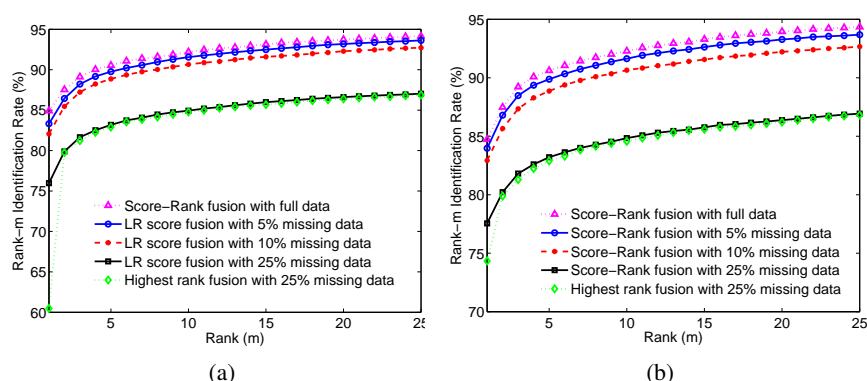 95
90
85
80
75
70
65
60
5
10
15
20
25
Rank (m)
Rank−m Identification Rate (%)
Score−Rank fusion with full data
LR score fusion with 5% missing data
LR score fusion with 10% missing data
LR score fusion with 25% missing data
Highest rank fusion with 25% missing data
(a)
95
90
85
80
75
70
5
10
15
20
25
Rank (m)
Rank−m Identification Rate (%)
Score−Rank fusion with full data
Score−Rank fusion with 5% missing data
Score−Rank fusion with 10% missing data
Score−Rank fusion with 25% missing data
Highest rank fusion with 25% missing data
(b)